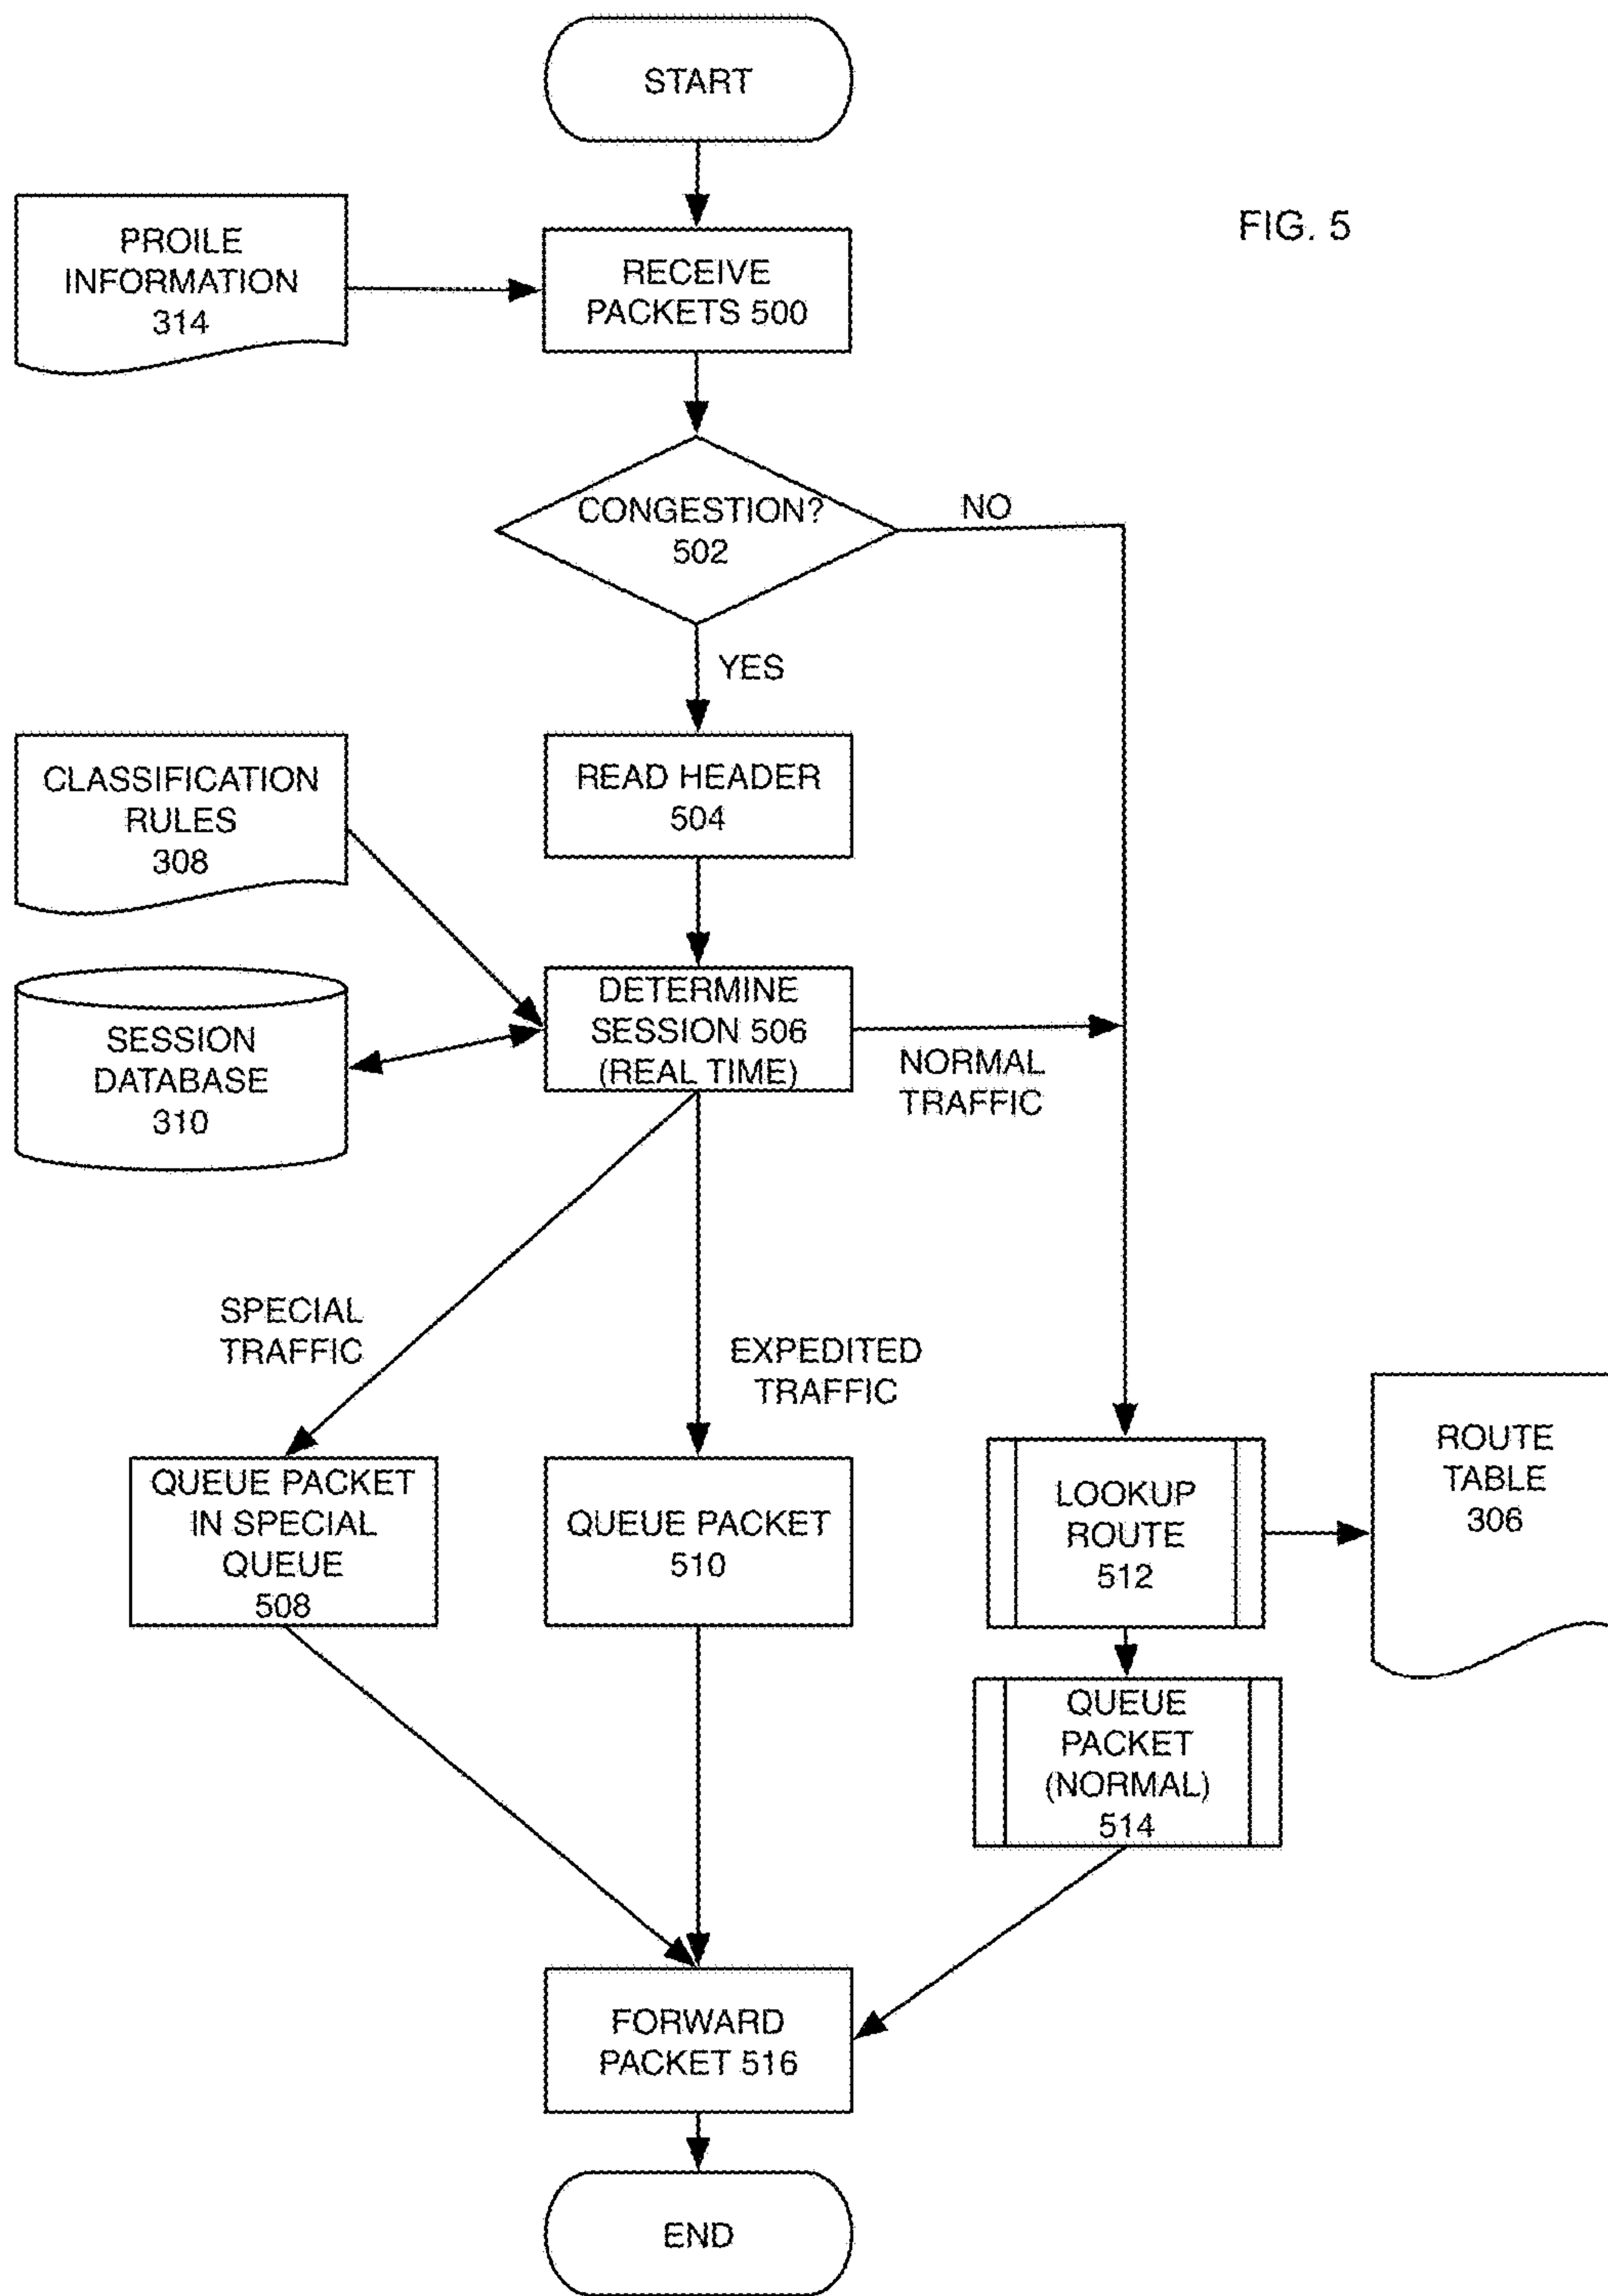 START
PROILE
INFORMATION
314
RECEIVE
PACKETS 500
FIG. 5
CONGESTION?
502
NO
YES
CLASSIFICATION
RULES
308
READ HEADER
504
SESSION
DATABASE
310
DETERMINE
SESSION 506
(REAL TIME)
NORMAL
TRAFFIC
SPECIAL
TRAFFIC
EXPEDITED
TRAFFIC
QUEUE PACKET
IN SPECIAL
QUEUE
508
QUEUE PACKET
510
LOOKUP
ROUTE
512
ROUTE
TABLE
306
QUEUE
PACKET
(NORMAL)
514
FORWARD
PACKET 516
END